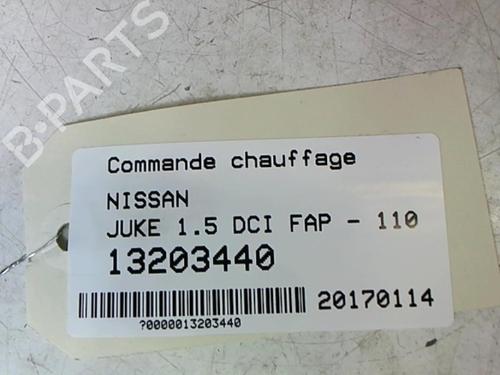 B-PARTS
Commande chauffage
NISSAN
JUKE 1.5 DCI FAP - 110
13203440
20170114
?0000013203440